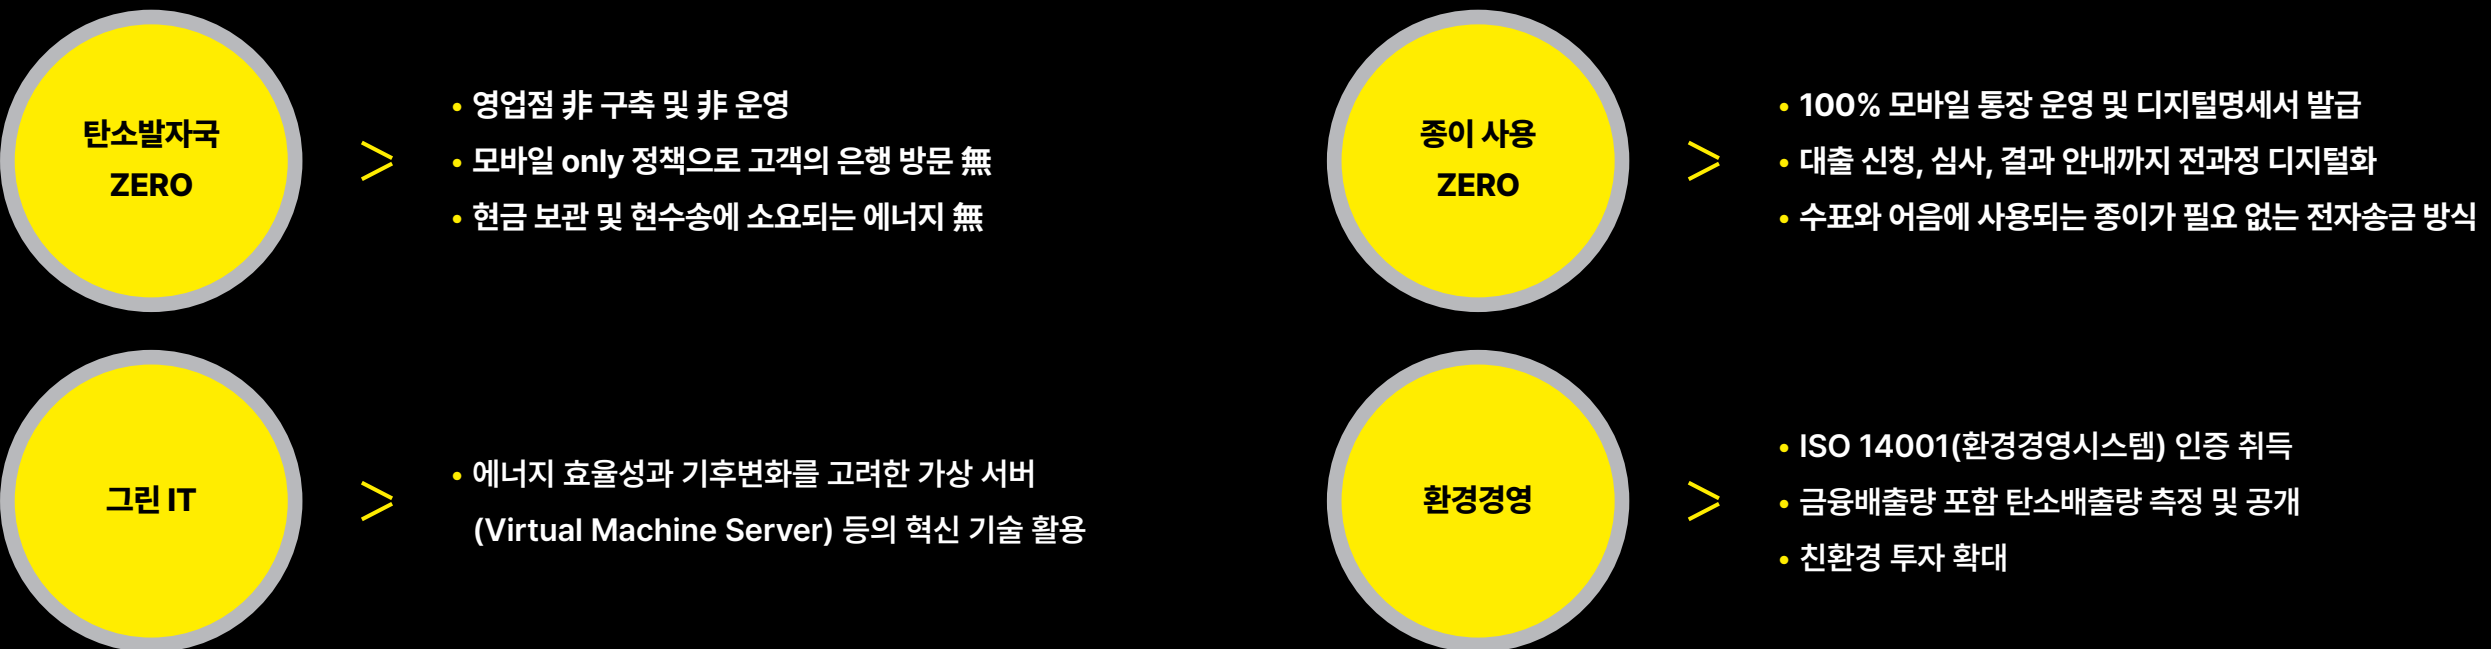 탄소발자국
ZERO
>
• 영업점 非 구축 및 非 운영
• 모바일 only 정책으로 고객의 은행 방문 無
• 현금 보관 및 현수송에 소요되는 에너지 無
종이 사용
ZERO
>
• 100% 모바일 통장 운영 및 디지털명세서 발급
• 대출 신청, 심사, 결과 안내까지 전과정 디지털화
• 수표와 어음에 사용되는 종이가 필요 없는 전자송금 방식
그린 IT
>
• 에너지 효율성과 기후변화를 고려한 가상 서버
(Virtual Machine Server) 등의 혁신 기술 활용
환경경영
>
• ISO 14001(환경경영시스템) 인증 취득
• 금융배출량 포함 탄소배출량 측정 및 공개
• 친환경 투자 확대